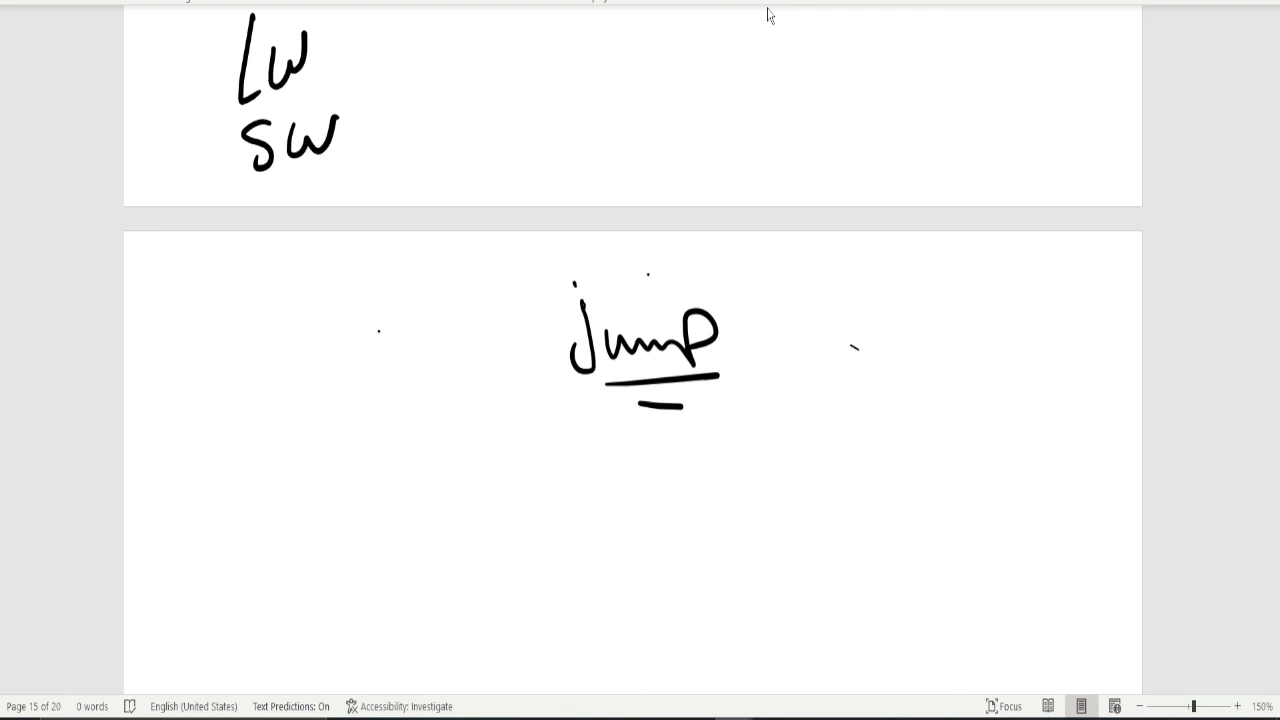 Lw
sw
jump
Page 15 of 20 0 words English (United States) Text Predictions: On Accessibility: Investigate Focus 150%